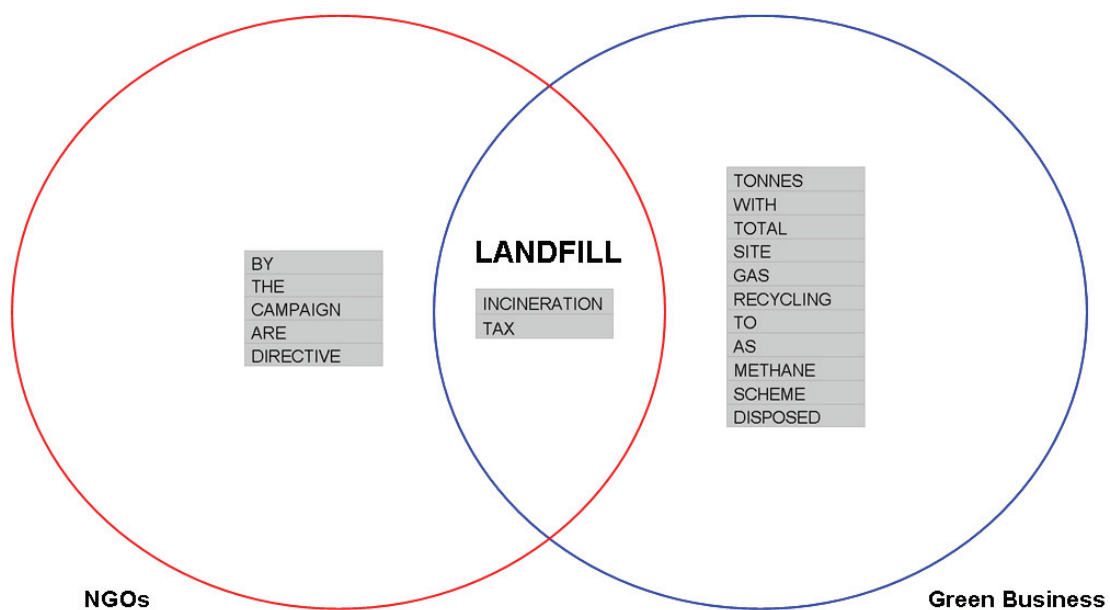 LANDFILL
BY
THE
CAMPAIGN
ARE
DIRECTIVE
INCINERATION
TAX
TONNES
WITH
TOTAL
SITE
GAS
RECYCLING
TO
AS
METHANE
SCHEME
DISPOSED
NGOs
Green Business